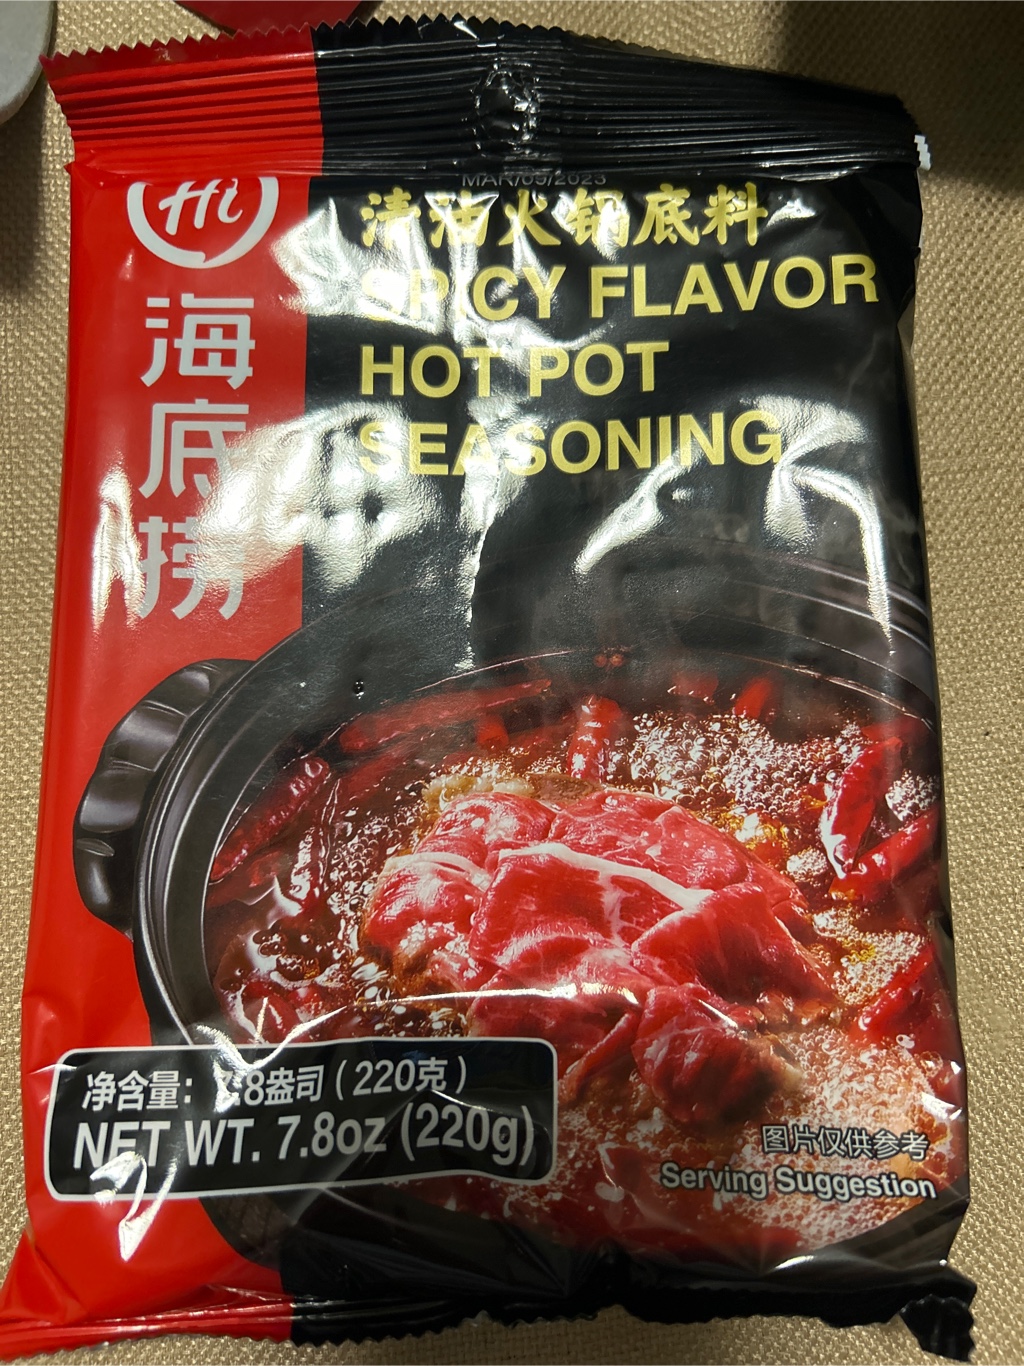 MAR/09/2023
Hi
海底捞
清油火锅底料
SPICY FLAVOR
HOT POT
SEASONING
净含量：7.8盎司（220克）
NET WT. 7.8oz (220g)
图片仅供参考
Serving Suggestion